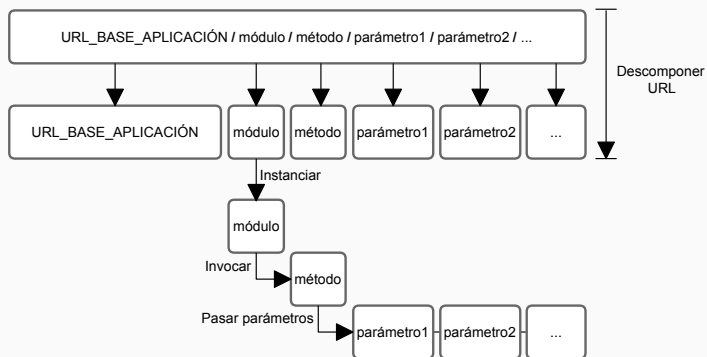 URL_BASE_APLICACIÓN / módulo / método / parámetro1 / parámetro2 / ...
Descomponer
URL
URL_BASE_APLICACIÓN
módulo
método
parámetro1
parámetro2
...
Instanciar
módulo
Invocar
método
Pasar parámetros
parámetro1
parámetro2
...